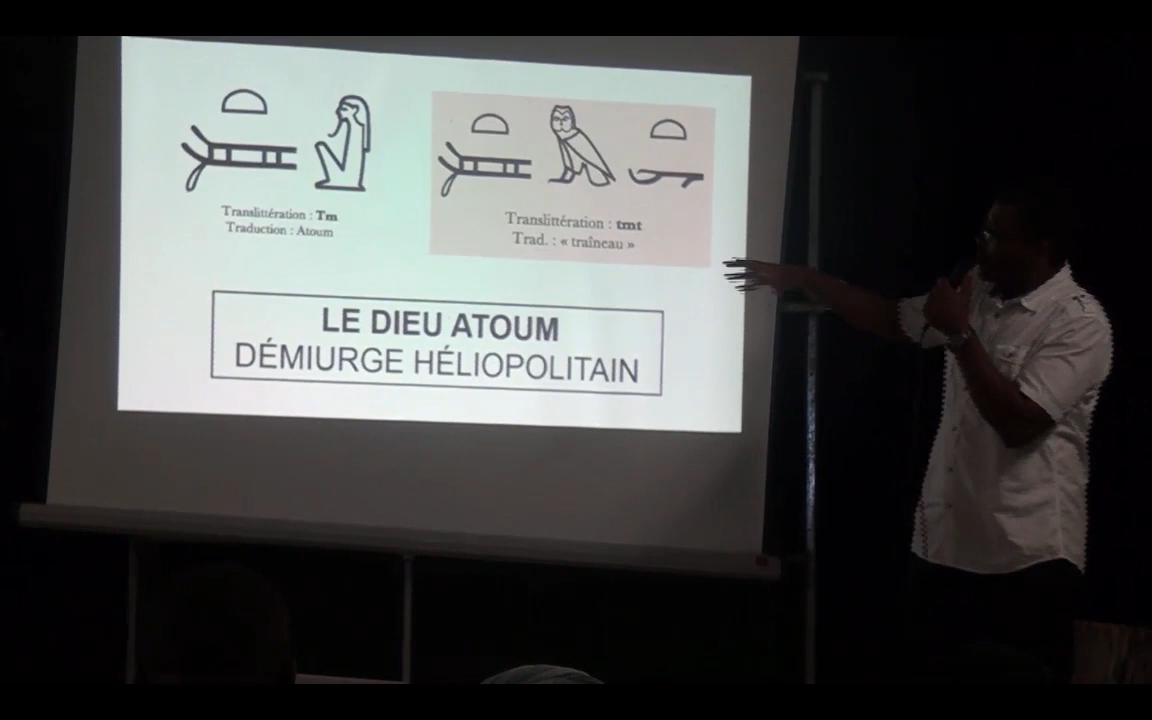 Translittération : Tm
Traduction : Atoum
Translittération : tmt
Trad. : « traîneau »
LE DIEU ATOUM
DÉMIURGE HÉLIOPOLITAIN